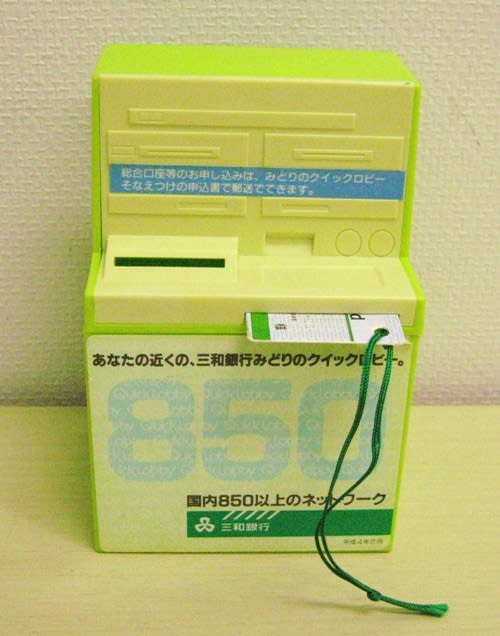 総合口座等のお申し込みは、みどりのクイックロビー
そなえつけの申込書で郵送でできます。
あなたの近くの、三和銀行みどりのクイックロビー。
850
国内850以上のネットワーク
三和銀行